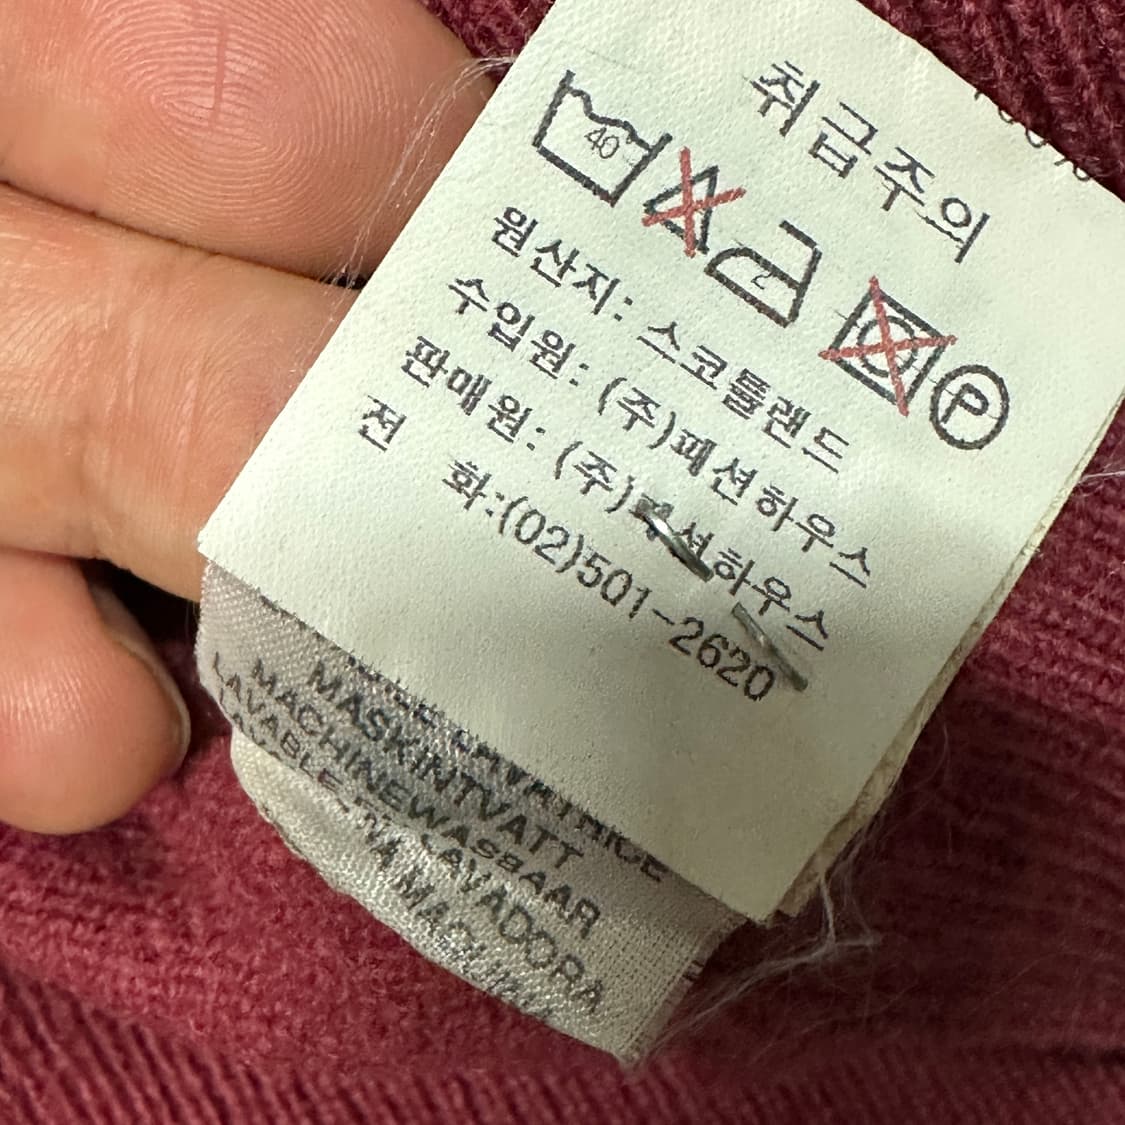 취급주의
40
2
P
원산지: 스코틀랜드
수입원: (주)패션하우스
판매원: (주)패션하우스
전 화:(02)501-2620
MASKINTVATT
MACHINEWASBAAR
LAVABLE LAVADORA
A MAQUINA